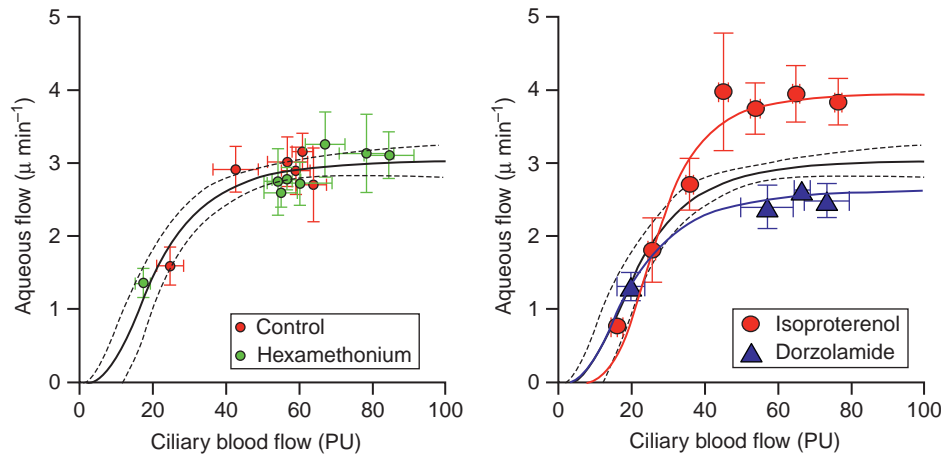 5
4
3
2
1
0
Aqueous flow (μ min⁻¹)
Control
Hexamethonium
0 20 40 60 80 100
Ciliary blood flow (PU)
5
4
3
2
1
0
Aqueous flow (μ min⁻¹)
Isoproterenol
Dorzolamide
0 20 40 60 80 100
Ciliary blood flow (PU)